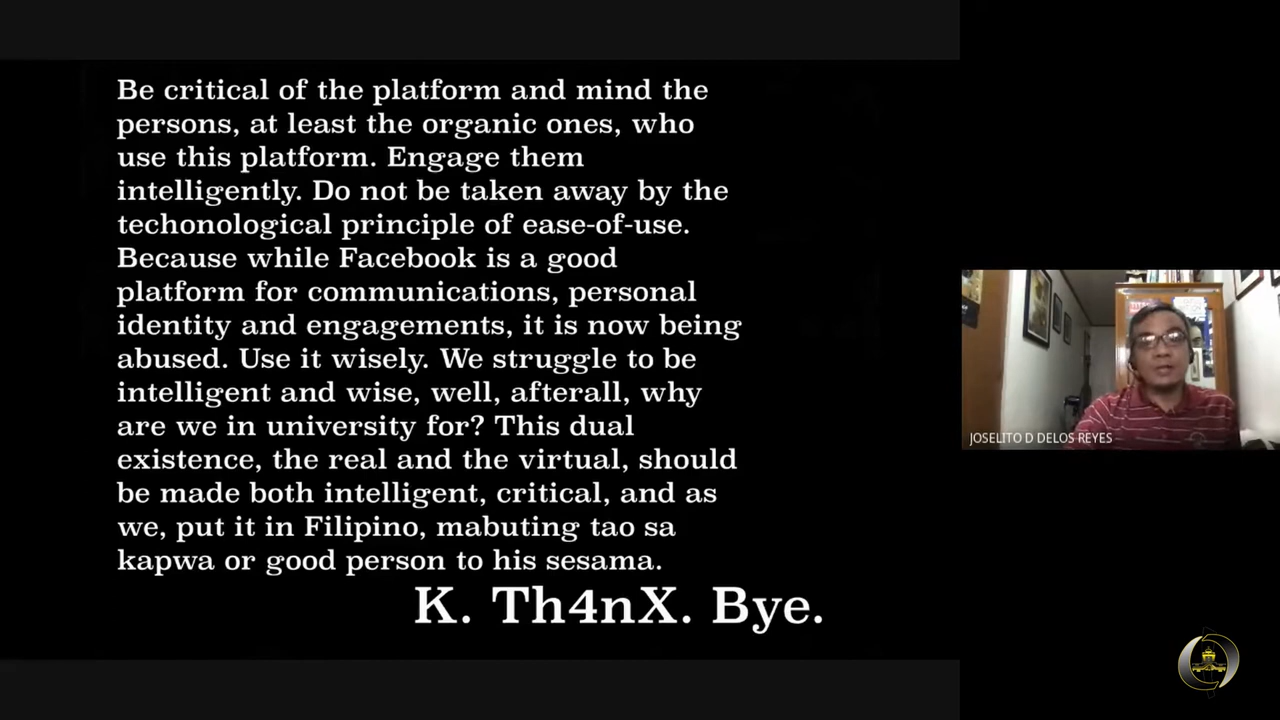 Be critical of the platform and mind the
persons, at least the organic ones, who
use this platform. Engage them
intelligently. Do not be taken away by the
techonological principle of ease-of-use.
Because while Facebook is a good
platform for communications, personal
identity and engagements, it is now being
abused. Use it wisely. We struggle to be
intelligent and wise, well, afterall, why
are we in university for? This dual
existence, the real and the virtual, should
be made both intelligent, critical, and as
we, put it in Filipino, mabuting tao sa
kapwa or good person to his sesama.
K. Th4nX. Bye.
JOSELITO D DELOS REYES